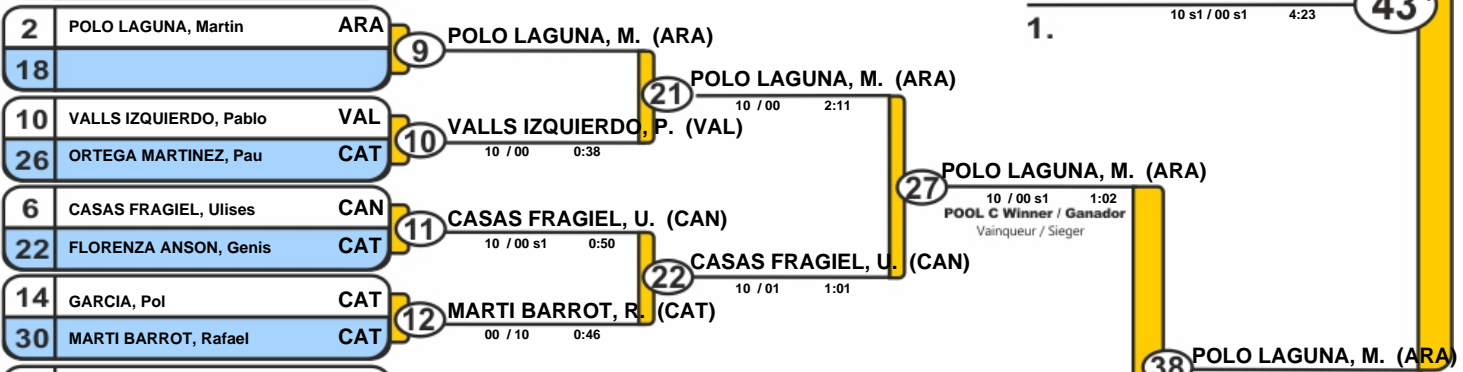 10 s1 / 00 s1 4:23
43
1.
2 POLO LAGUNA, Martin ARA
18
9
POLO LAGUNA, M. (ARA)
10 VALLS IZQUIERDO, Pablo VAL
26 ORTEGA MARTINEZ, Pau CAT
10
VALLS IZQUIERDO, P. (VAL)
10 / 00 0:38
21
POLO LAGUNA, M. (ARA)
10 / 00 2:11
6 CASAS FRAGIEL, Ulises CAN
22 FLORENZA ANSON, Genis CAT
11
CASAS FRAGIEL, U. (CAN)
10 / 00 s1 0:50
14 GARCIA, Pol CAT
30 MARTI BARROT, Rafael CAT
12
MARTI BARROT, R. (CAT)
00 / 10 0:46
22
CASAS FRAGIEL, U. (CAN)
10 / 01 1:01
27
POLO LAGUNA, M. (ARA)
10 / 00 s1 1:02
POOL C Winner / Ganador
Vainqueur / Sieger
38
POLO LAGUNA, M. (ARA)